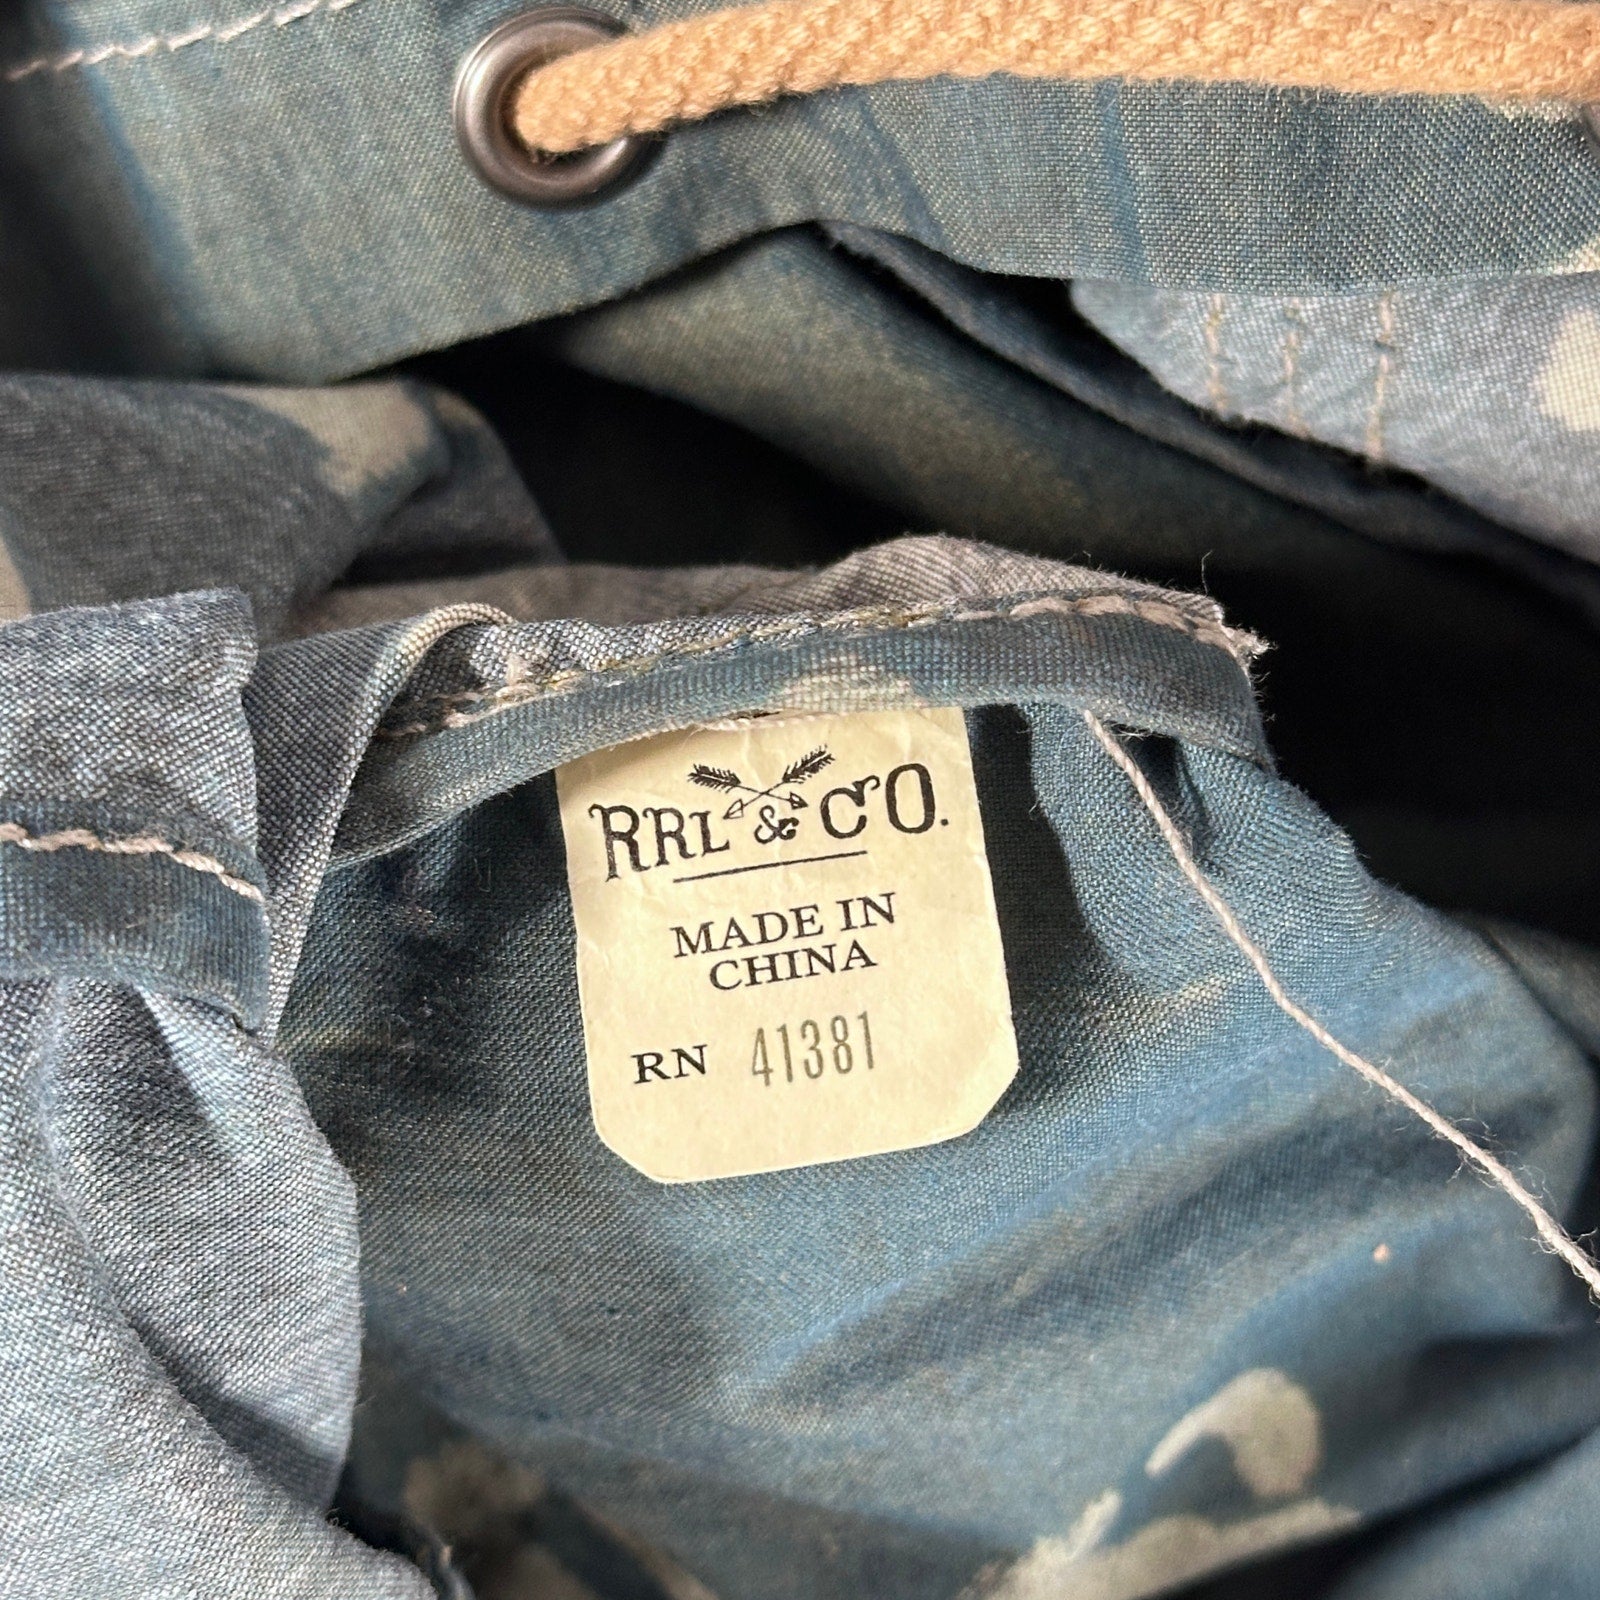 RRL & CO.
MADE IN
CHINA
RN 41381